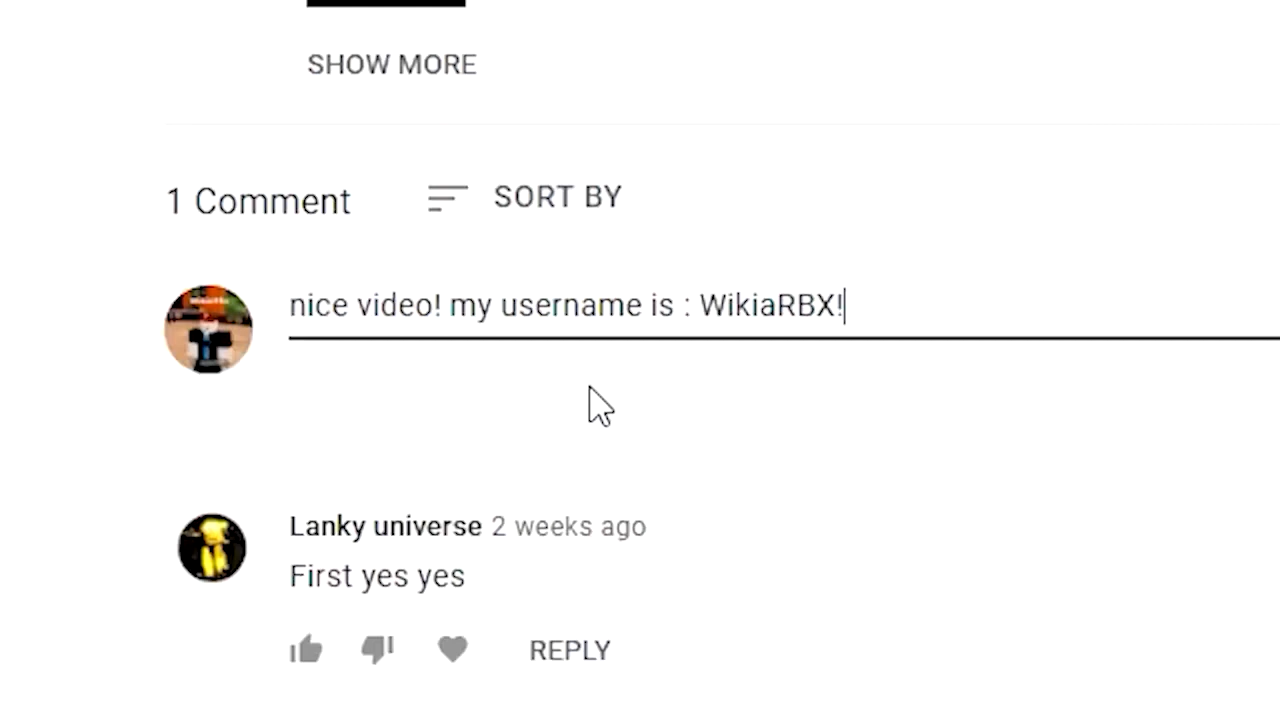 SHOW MORE
1 Comment
SORT BY
nice video! my username is : WikiaRBX!
Lanky universe 2 weeks ago
First yes yes
REPLY